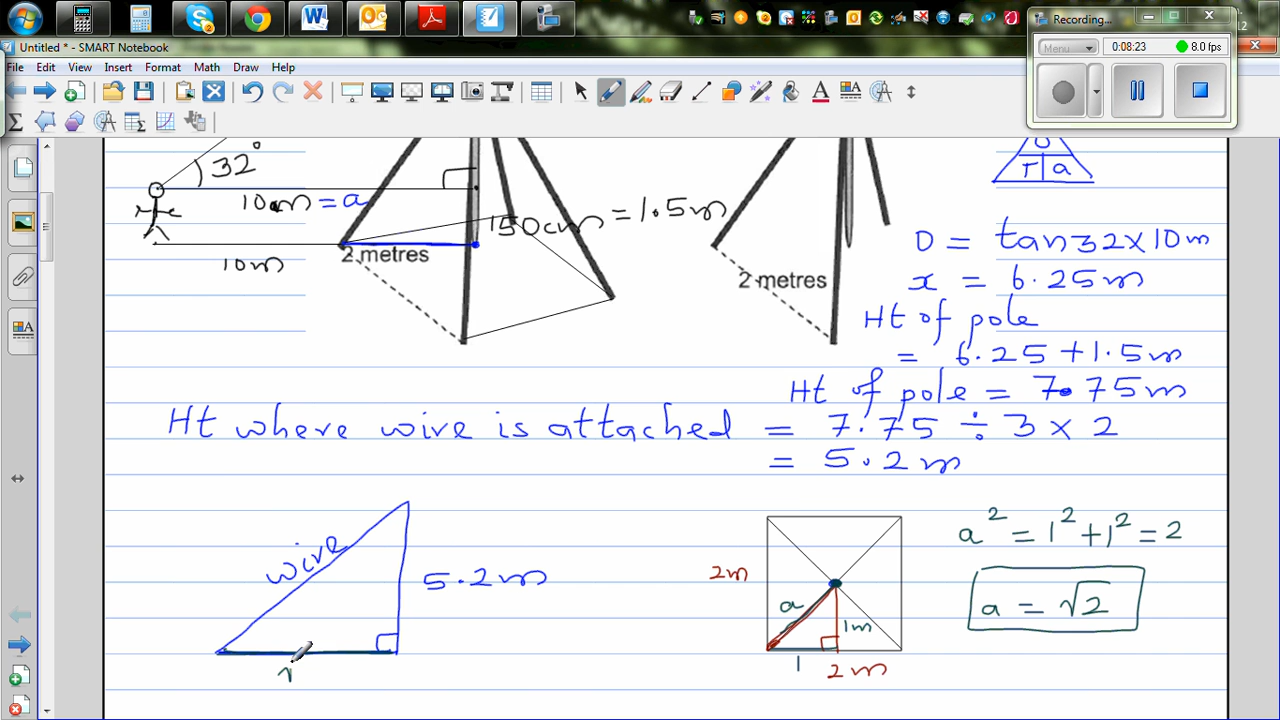 Recording...
Untitled * - SMART Notebook
Menu
0:08:23
8.0 fps
File Edit View Insert Format Math Draw Help
32°
10m = a
150cm = 1.5m
10m
2 metres
2 metres
T a
O = tan32×10m
x = 6.25m
Ht of pole
= 6.25 + 1.5m
Ht of pole = 7.75m
Ht where wire is attached = 7.75 ÷ 3 × 2
= 5.2m
wire
5.2m
2m
a
1m
1
2m
a² = 1² + 1² = 2
a = √2